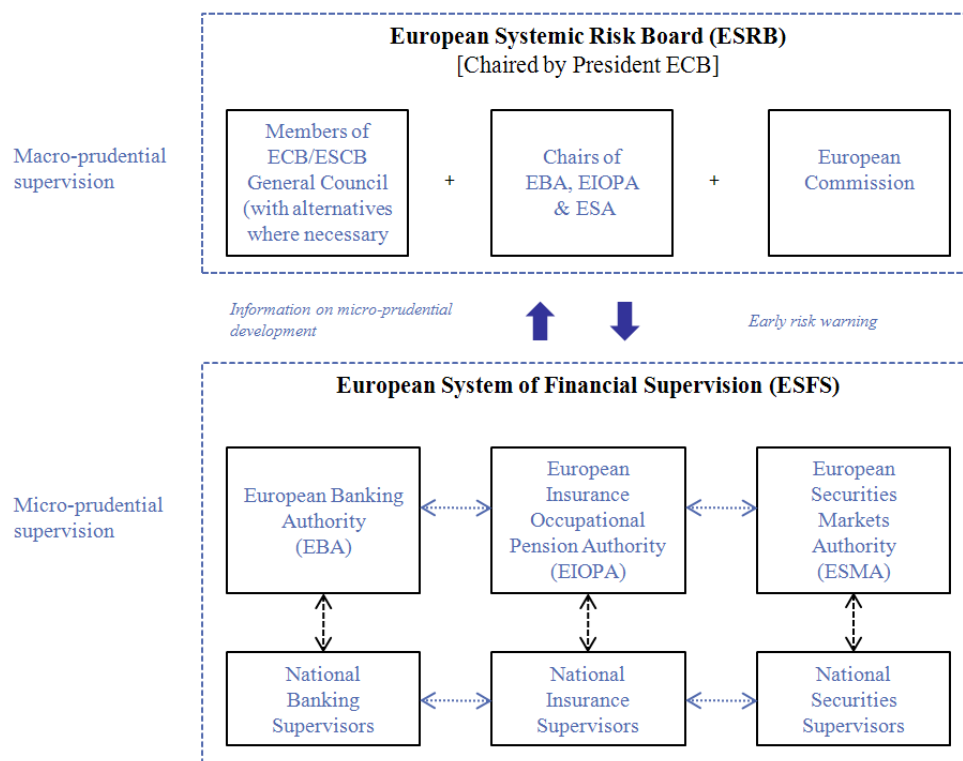 European Systemic Risk Board (ESRB)
[Chaired by President ECB]
Macro-prudential
supervision
Members of
ECB/ESCB
General Council
(with alternatives
where necessary
+
Chairs of
EBA, EIOPA
& ESA
+
European
Commission
Information on micro-prudential
development
Early risk warning
European System of Financial Supervision (ESFS)
Micro-prudential
supervision
European Banking
Authority
(EBA)
European
Insurance
Occupational
Pension Authority
(EIOPA)
European
Securities
Markets
Authority
(ESMA)
National
Banking
Supervisors
National
Insurance
Supervisors
National
Securities
Supervisors